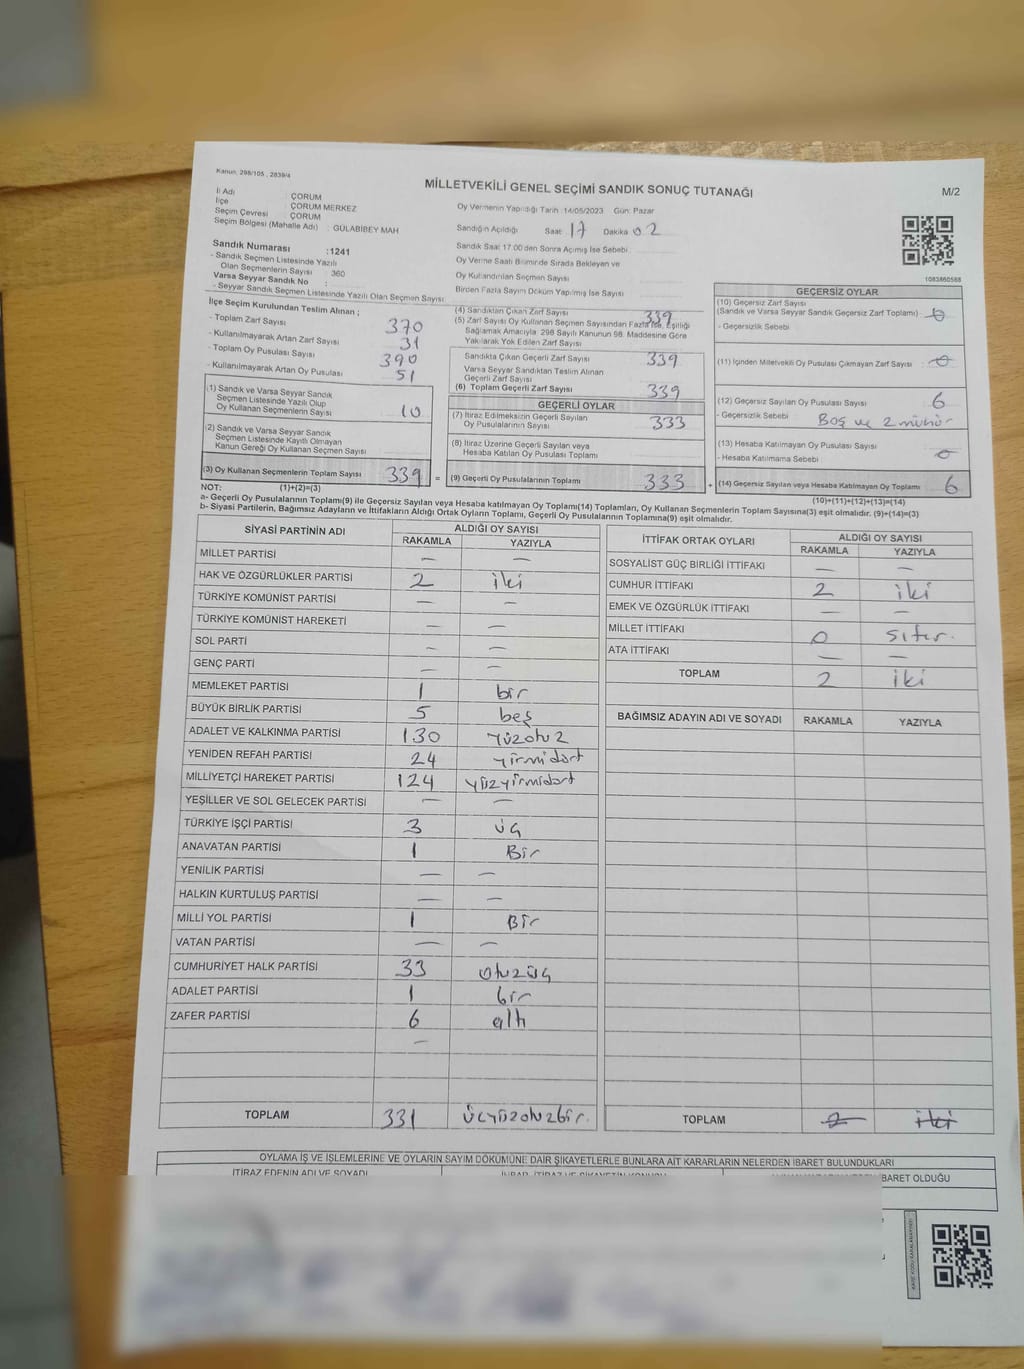 Kanun: 298/105, 2839/4
MİLLETVEKİLİ GENEL SEÇİMİ SANDIK SONUÇ TUTANAĞI
M/2
İl Adı : ÇORUM
İlçe : ÇORUM MERKEZ
Seçim Çevresi : ÇORUM
Seçim Bölgesi (Mahalle Adı) : GÜLABİBEY MAH
Oy Vermenin Yapıldığı Tarih: 14/05/2023 Gün: Pazar
Sandığın Açıldığı Saat 17 Dakika 02
Sandık Saat 17:00'den Sonra Açılmış İse Sebebi :
Oy Verme Saati Bitiminde Sırada Bekleyen ve
Oy Kullandırılan Seçmen Sayısı
Birden Fazla Sayım Döküm Yapılmış İse Sayısı
1083860588
Sandık Numarası : 1241
- Sandık Seçmen Listesinde Yazılı
Olan Seçmenlerin Sayısı : 360
Varsa Seyyar Sandık No :
- Seyyar Sandık Seçmen Listesinde Yazılı Olan Seçmen Sayısı
İlçe Seçim Kurulundan Teslim Alınan ;
- Toplam Zarf Sayısı 370
- Kullanılmayarak Artan Zarf Sayısı 31
- Toplam Oy Pusulası Sayısı 390
- Kullanılmayarak Artan Oy Pusulası 51
(1) Sandık ve Varsa Seyyar Sandık
Seçmen Listesinde Yazılı Olup
Oy Kullanan Seçmenlerin Sayısı 10
(2) Sandık ve Varsa Seyyar Sandık
Seçmen Listesinde Kayıtlı Olmayan
Kanun Gereği Oy Kullanan Seçmen Sayısı
(3) Oy Kullanan Seçmenlerin Toplam Sayısı 339 =
(4) Sandıktan Çıkan Zarf Sayısı 339
(5) Zarf Sayısı Oy Kullanan Seçmen Sayısından Fazla İse, Eşitliği
Sağlamak Amacıyla 298 Sayılı Kanunun 98. Maddesine Göre
Yakılarak Yok Edilen Zarf Sayısı
Sandıkta Çıkan Geçerli Zarf Sayısı 339
Varsa Seyyar Sandıktan Teslim Alınan
Geçerli Zarf Sayısı
(6) Toplam Geçerli Zarf Sayısı 339
GEÇERLİ OYLAR
(7) İtiraz Edilmeksizin Geçerli Sayılan
Oy Pusulalarının Sayısı 333
(8) İtiraz Üzerine Geçerli Sayılan veya
Hesaba Katılan Oy Pusulası Toplamı
(9) Geçerli Oy Pusulalarının Toplamı 333 +
GEÇERSİZ OYLAR
(10) Geçersiz Zarf Sayısı
(Sandık ve Varsa Seyyar Sandık Geçersiz Zarf Toplamı) 0
- Geçersizlik Sebebi
(11) İçinden Milletvekili Oy Pusulası Çıkmayan Zarf Sayısı 0
(12) Geçersiz Sayılan Oy Pusulası Sayısı 6
- Geçersizlik Sebebi Boş ve 2 mühür
(13) Hesaba Katılmayan Oy Pusulası Sayısı
- Hesaba Katılmama Sebebi 0
(14) Geçersiz Sayılan veya Hesaba Katılmayan Oy Toplamı 6
NOT: (1)+(2)=(3)
(10)+(11)+(12)+(13)=(14)
a- Geçerli Oy Pusulalarının Toplamı(9) ile Geçersiz Sayılan veya Hesaba katılmayan Oy Toplamı(14) Toplamları, Oy Kullanan Seçmenlerin Toplam Sayısına(3) eşit olmalıdır. (9)+(14)=(3)
b- Siyasi Partilerin, Bağımsız Adayların ve İttifakların Aldığı Ortak Oyların Toplamı, Geçerli Oy Pusulalarının Toplamına(9) eşit olmalıdır.
SİYASİ PARTİNİN ADI ALDIĞI OY SAYISI
RAKAMLA YAZIYLA
MİLLET PARTİSİ — —
HAK VE ÖZGÜRLÜKLER PARTİSİ 2 iki
TÜRKİYE KOMÜNİST PARTİSİ — —
TÜRKİYE KOMÜNİST HAREKETİ — —
SOL PARTİ — —
GENÇ PARTİ — —
MEMLEKET PARTİSİ 1 bir
BÜYÜK BİRLİK PARTİSİ 5 beş
ADALET VE KALKINMA PARTİSİ 130 yüzotuz
YENİDEN REFAH PARTİSİ 24 yirmidört
MİLLİYETÇİ HAREKET PARTİSİ 124 yüzyirmidört
YEŞİLLER VE SOL GELECEK PARTİSİ — —
TÜRKİYE İŞÇİ PARTİSİ 3 üç
ANAVATAN PARTİSİ 1 Bir
YENİLİK PARTİSİ — —
HALKIN KURTULUŞ PARTİSİ — —
MİLLİ YOL PARTİSİ 1 Bir
VATAN PARTİSİ — —
CUMHURİYET HALK PARTİSİ 33 otuzüç
ADALET PARTİSİ 1 bir
ZAFER PARTİSİ 6 altı
—
TOPLAM 331 üçyüzotuzbir.
İTTİFAK ORTAK OYLARI ALDIĞI OY SAYISI
RAKAMLA YAZIYLA
SOSYALİST GÜÇ BİRLİĞİ İTTİFAKI — —
CUMHUR İTTİFAKI 2 iki
EMEK VE ÖZGÜRLÜK İTTİFAKI — —
MİLLET İTTİFAKI 0 sıfır.
ATA İTTİFAKI — —
TOPLAM 2 iki
BAĞIMSIZ ADAYIN ADI VE SOYADI RAKAMLA YAZIYLA
TOPLAM 2 iki
OYLAMA İŞ VE İŞLEMLERİNE VE OYLARIN SAYIM DÖKÜMÜNE DAİR ŞİKAYETLERLE BUNLARA AİT KARARLARIN NELERDEN İBARET BULUNDUKLARI
İTİRAZ EDENİN ADI VE SOYADI
İBARET OLDUĞU